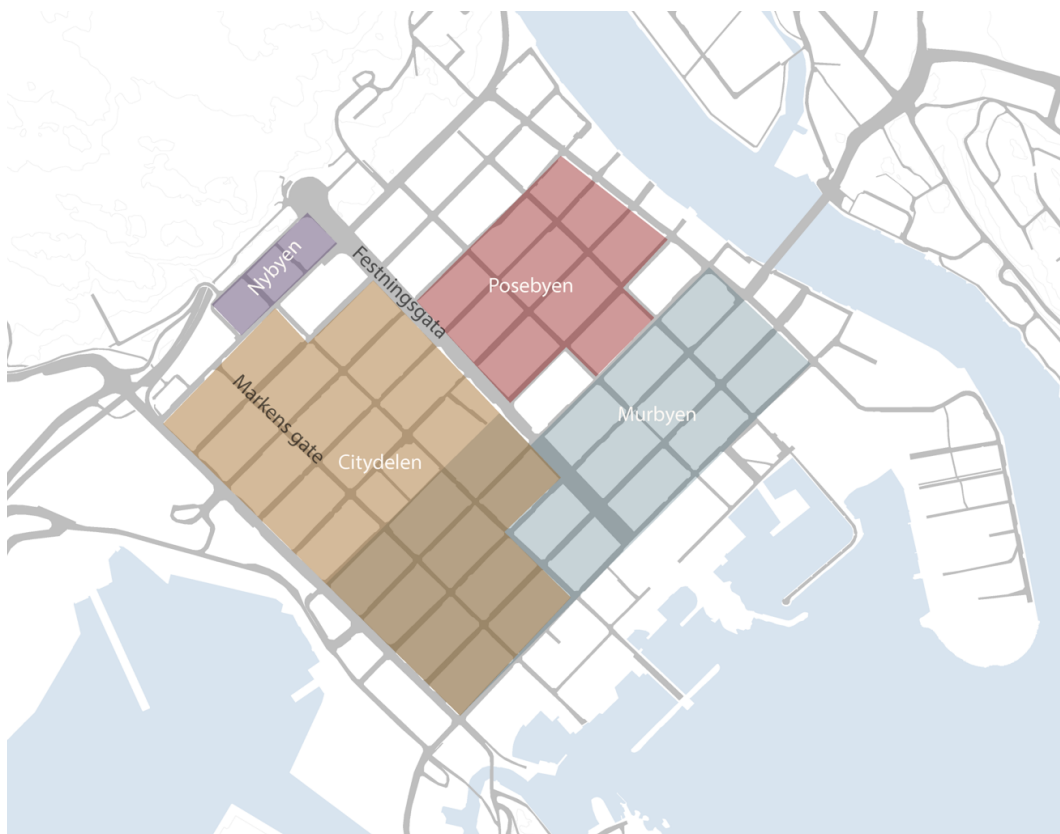 Nybyen
Festningsgata
Posebyen
Markens gate
Citydelen
Murbyen